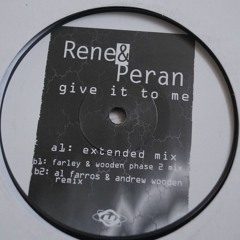 Rene & Peran
give it to me
a1: extended mix
b1: farley & wooden phase 2 mix
b2: al farros & andrew wooden
remix